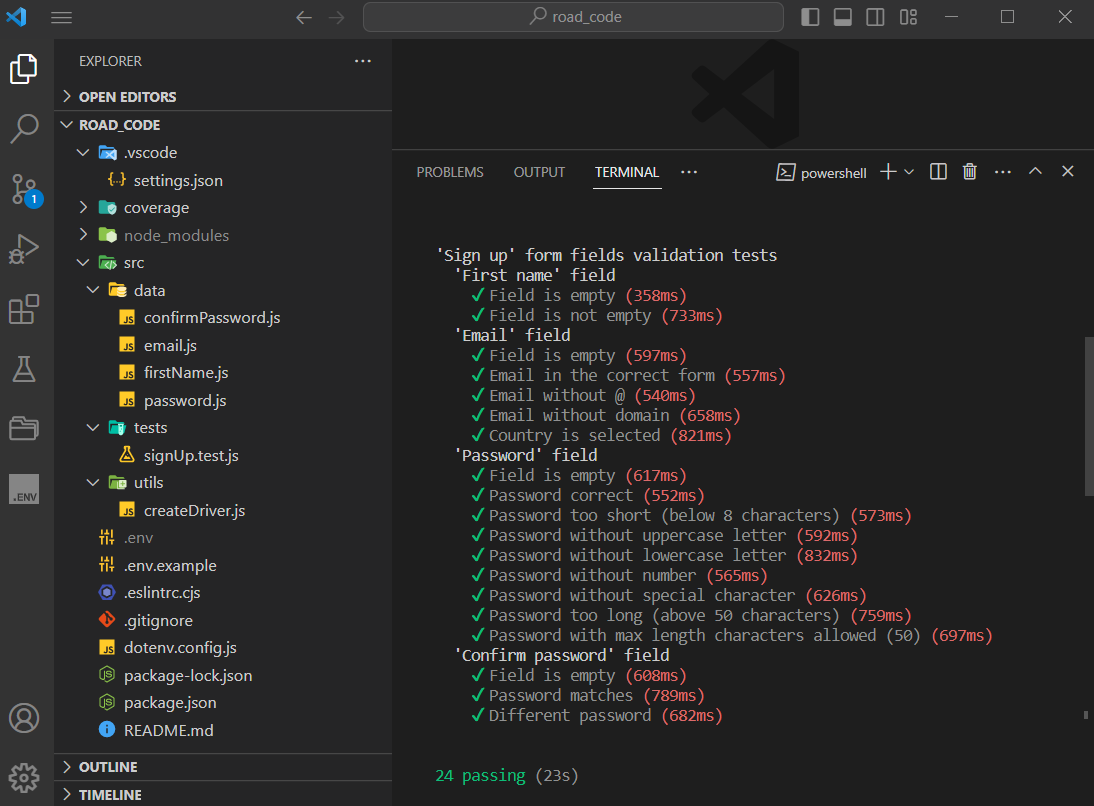 road_code
EXPLORER
OPEN EDITORS
ROAD_CODE
.vscode
settings.json
coverage
node_modules
src
data
confirmPassword.js
email.js
firstName.js
password.js
tests
signUp.test.js
utils
createDriver.js
.env
.env.example
.eslintrc.cjs
.gitignore
dotenv.config.js
package-lock.json
package.json
README.md
OUTLINE
TIMELINE
1
.ENV
PROBLEMS OUTPUT TERMINAL ... powershell
'Sign up' form fields validation tests
'First name' field
✓ Field is empty (358ms)
✓ Field is not empty (733ms)
'Email' field
✓ Field is empty (597ms)
✓ Email in the correct form (557ms)
✓ Email without @ (540ms)
✓ Email without domain (658ms)
✓ Country is selected (821ms)
'Password' field
✓ Field is empty (617ms)
✓ Password correct (552ms)
✓ Password too short (below 8 characters) (573ms)
✓ Password without uppercase letter (592ms)
✓ Password without lowercase letter (832ms)
✓ Password without number (565ms)
✓ Password without special character (626ms)
✓ Password too long (above 50 characters) (759ms)
✓ Password with max length characters allowed (50) (697ms)
'Confirm password' field
✓ Field is empty (608ms)
✓ Password matches (789ms)
✓ Different password (682ms)
24 passing (23s)